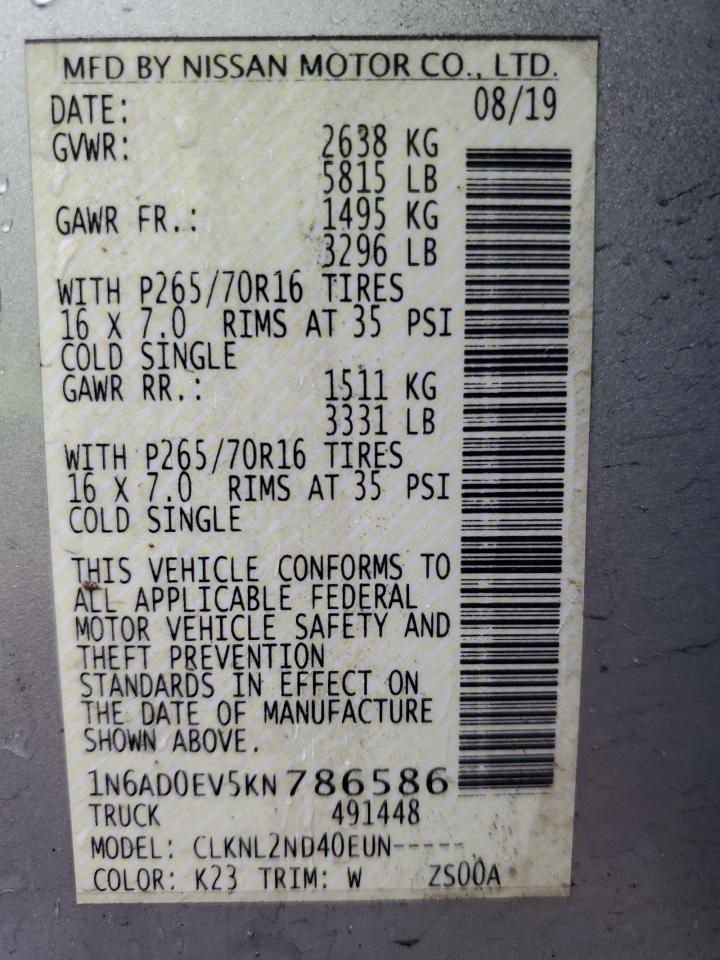 MFD BY NISSAN MOTOR CO., LTD.
DATE: 08/19
GVWR: 2638 KG
5815 LB
GAWR FR.: 1495 KG
3296 LB
WITH P265/70R16 TIRES
16 X 7.0 RIMS AT 35 PSI
COLD SINGLE
GAWR RR.: 1511 KG
3331 LB
WITH P265/70R16 TIRES
16 X 7.0 RIMS AT 35 PSI
COLD SINGLE
THIS VEHICLE CONFORMS TO
ALL APPLICABLE FEDERAL
MOTOR VEHICLE SAFETY AND
THEFT PREVENTION
STANDARDS IN EFFECT ON
THE DATE OF MANUFACTURE
SHOWN ABOVE.
1N6AD0EV5KN786586
TRUCK 491448
MODEL: CLKNL2ND40EUN-----
COLOR: K23 TRIM: W ZS00A